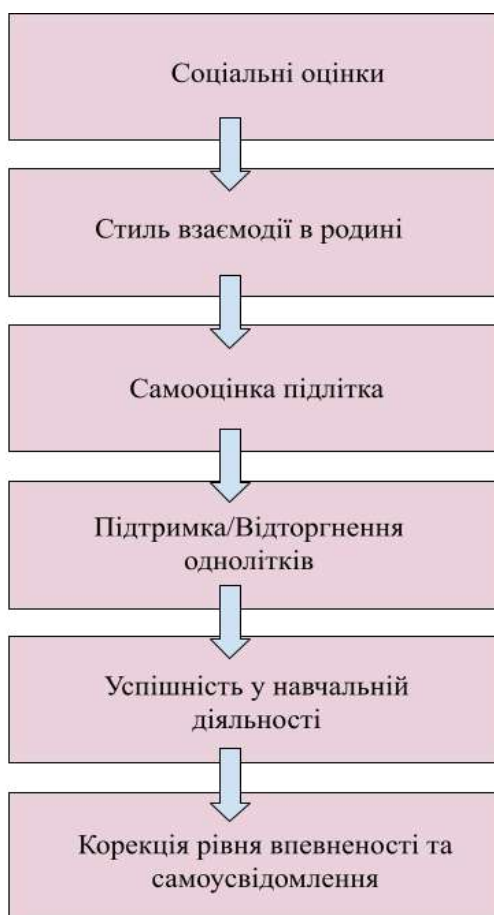 Соціальні оцінки
Стиль взаємодії в родині
Самооцінка підлітка
Підтримка/Відторгнення
однолітків
Успішність у навчальній
діяльності
Корекція рівня впевненості та
самоусвідомлення